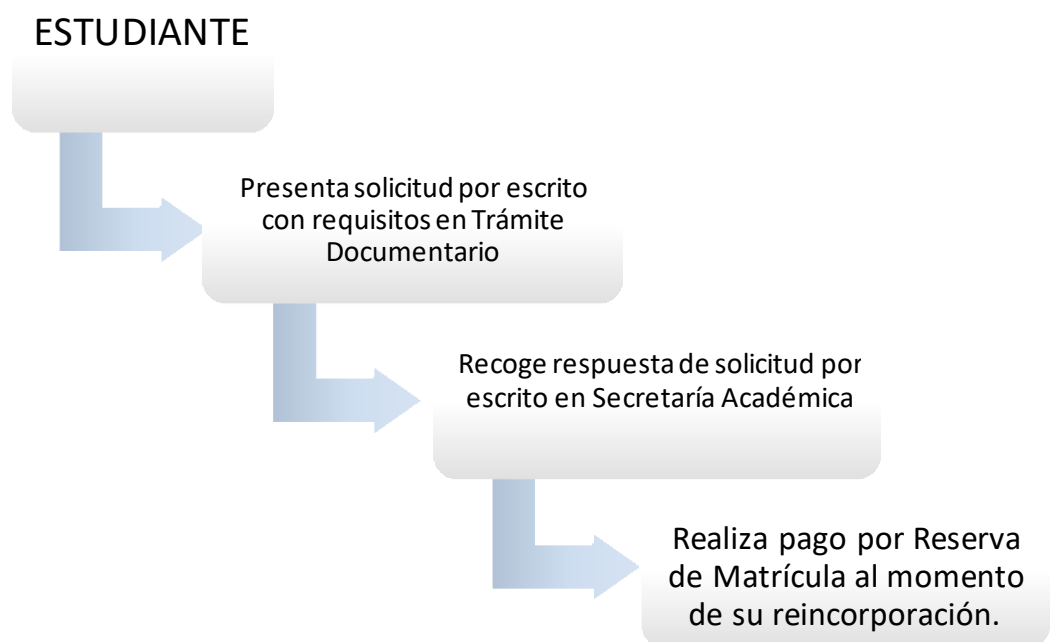 ESTUDIANTE
Presenta solicitud por escrito
con requisitos en Trámite
Documentario
Recoge respuesta de solicitud por
escrito en Secretaría Académica
Realiza pago por Reserva
de Matrícula al momento
de su reincorporación.